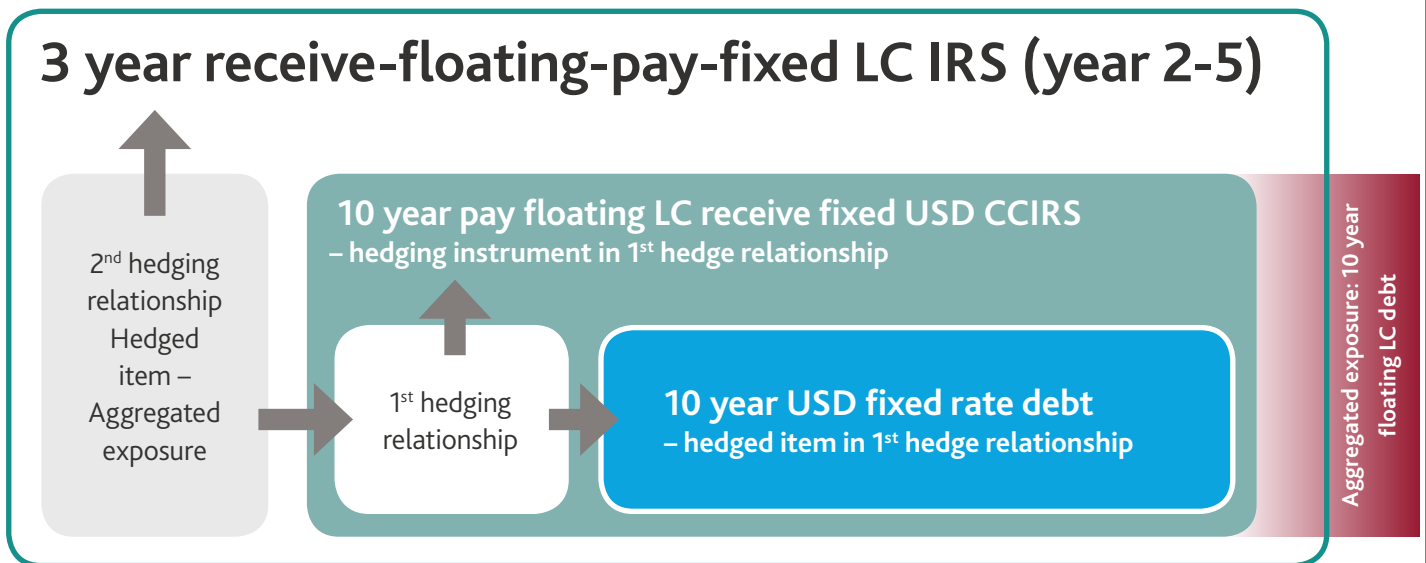 3 year receive-floating-pay-fixed LC IRS (year 2-5)
2nd hedging
relationship
Hedged
item –
Aggregated
exposure
10 year pay floating LC receive fixed USD CCIRS
– hedging instrument in 1st hedge relationship
1st hedging
relationship
10 year USD fixed rate debt
– hedged item in 1st hedge relationship
Aggregated exposure: 10 year
floating LC debt